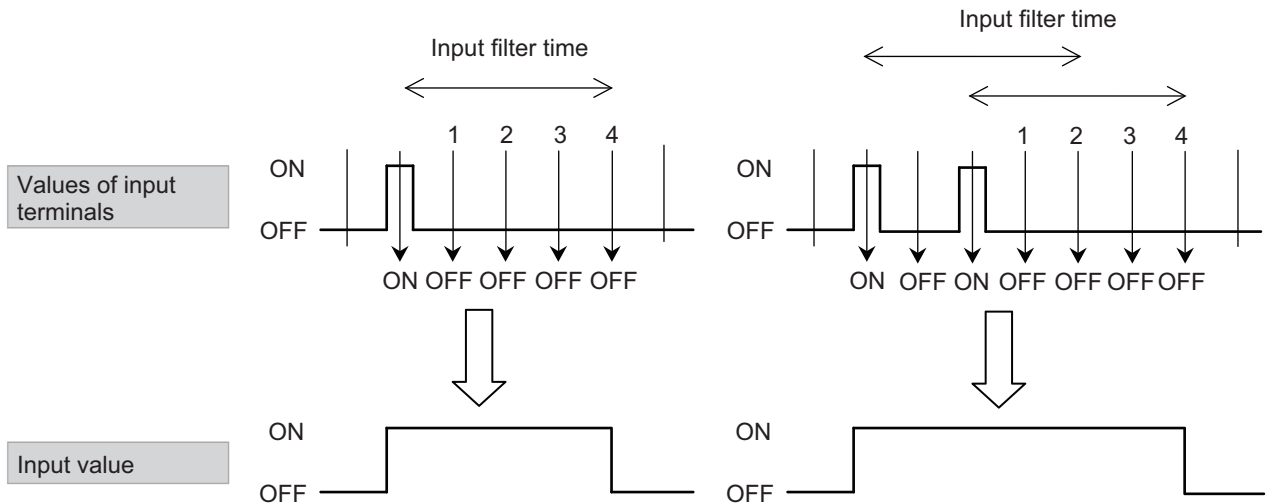 Input filter time
Input filter time
1 2 3 4
1 2 3 4
Values of input
terminals
ON
OFF
ON
OFF
ON OFF OFF OFF OFF
ON OFF ON OFF OFF OFF OFF
Input value
ON
OFF
ON
OFF